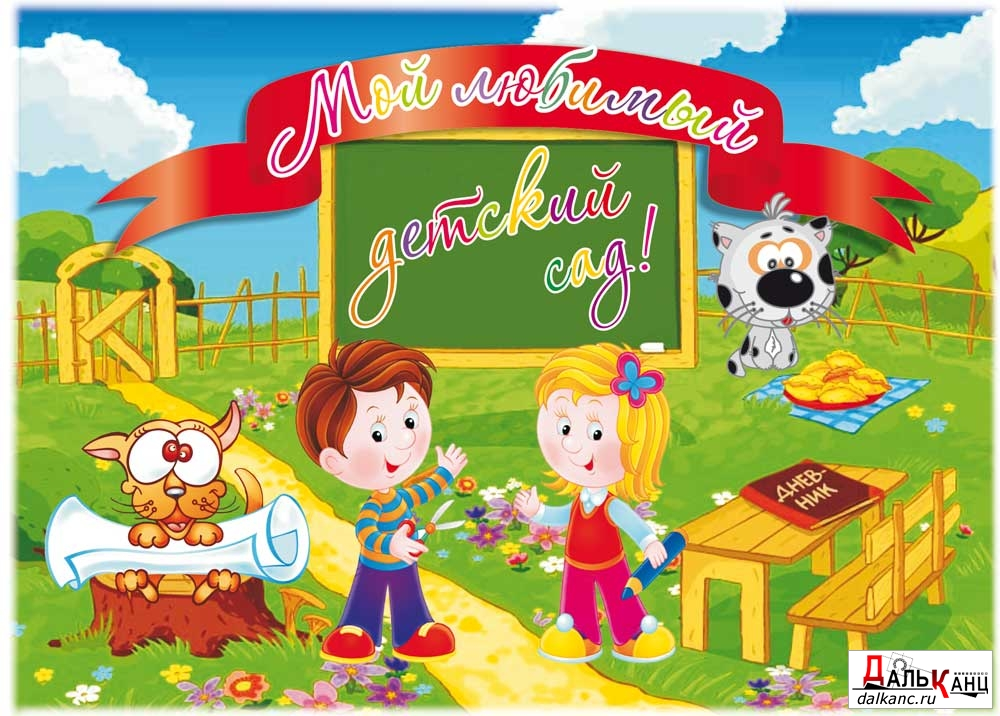 Мой любимый
детский
сад!
ДНЕВ-
НИК
ДАЛЬКАНЦ
dalkanc.ru